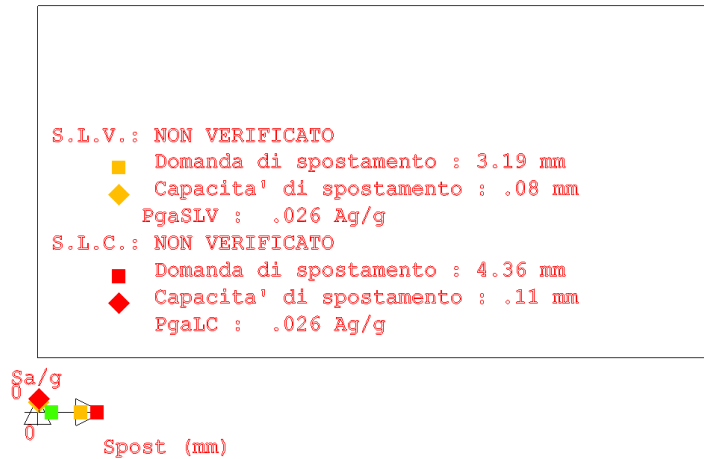 S.L.V.: NON VERIFICATO
Domanda di spostamento : 3.19 mm
Capacita' di spostamento : .08 mm
PgaSLV : .026 Ag/g
S.L.C.: NON VERIFICATO
Domanda di spostamento : 4.36 mm
Capacita' di spostamento : .11 mm
PgaLC : .026 Ag/g
Sa/g
0
0
Spost (mm)